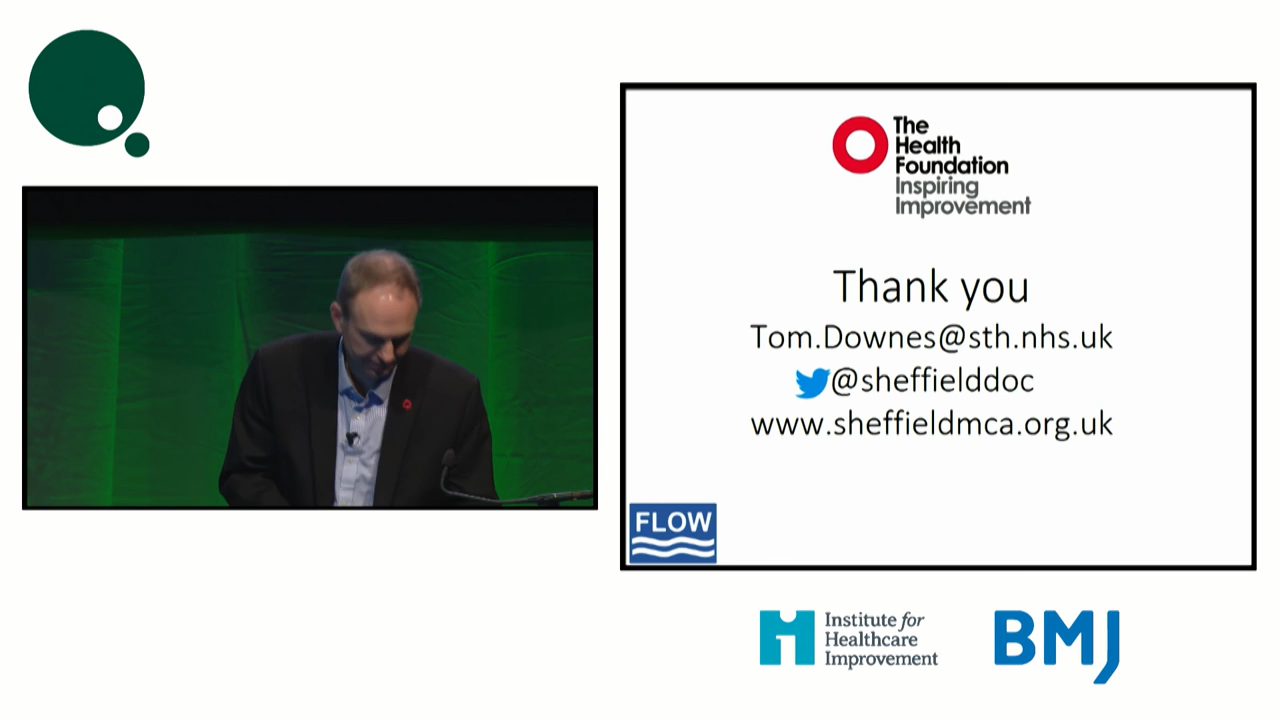 The
Health
Foundation
Inspiring
Improvement
Thank you
Tom.Downes@sth.nhs.uk
@sheffielddoc
www.sheffieldmca.org.uk
FLOW
Institute for
Healthcare
Improvement
BMJ